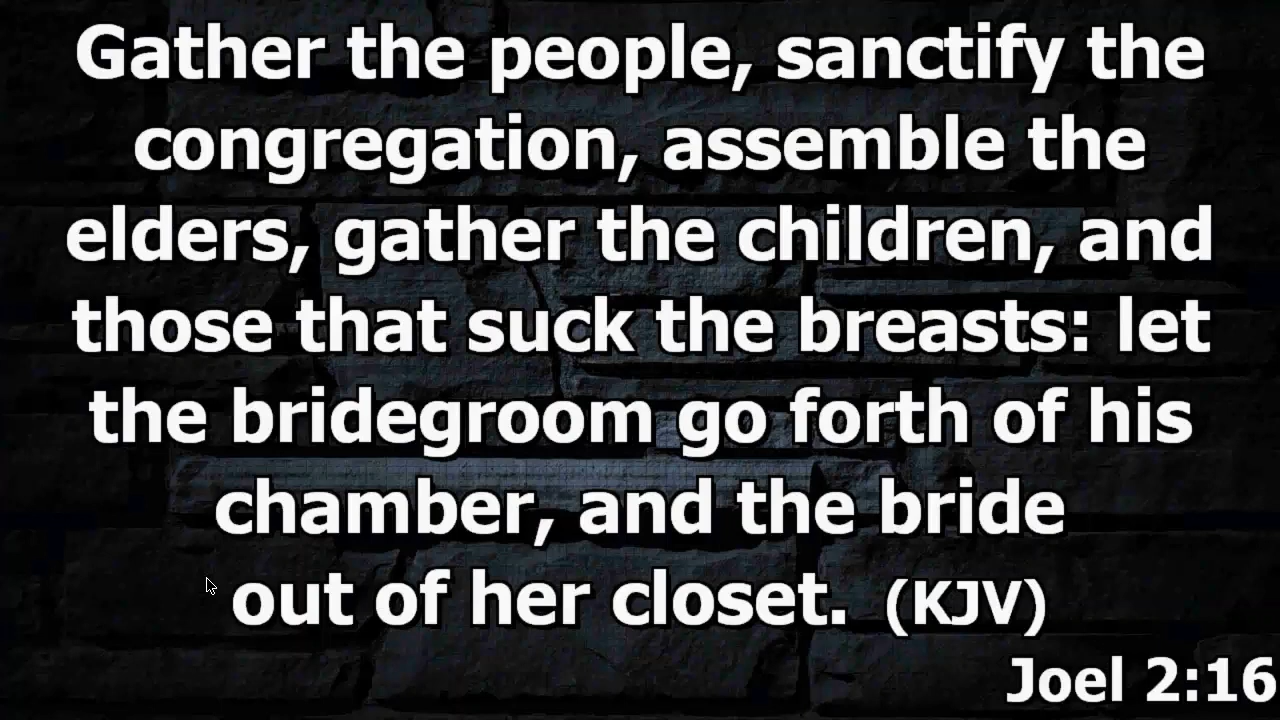 Gather the people, sanctify the
congregation, assemble the
elders, gather the children, and
those that suck the breasts: let
the bridegroom go forth of his
chamber, and the bride
out of her closet. (KJV)
Joel 2:16